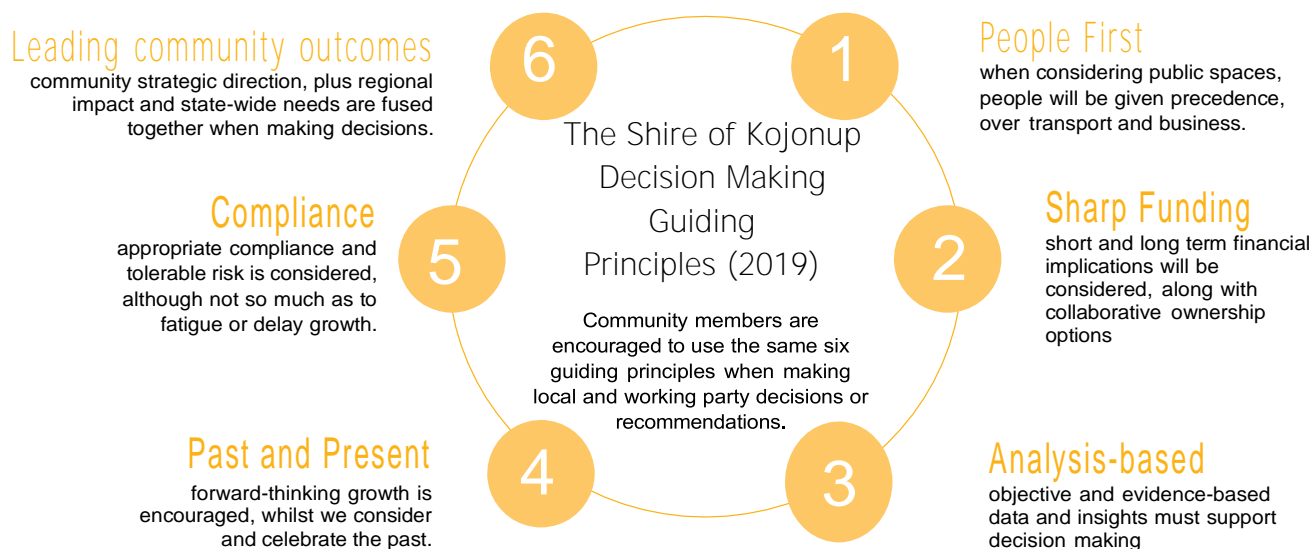 The Shire of Kojonup
Decision Making
Guiding
Principles (2019)
Community members are
encouraged to use the same six
guiding principles when making
local and working party decisions or
recommendations.
1
People First
when considering public spaces,
people will be given precedence,
over transport and business.
2
Sharp Funding
short and long term financial
implications will be
considered, along with
collaborative ownership
options
3
Analysis-based
objective and evidence-based
data and insights must support
decision making
4
Past and Present
forward-thinking growth is
encouraged, whilst we consider
and celebrate the past.
5
Compliance
appropriate compliance and
tolerable risk is considered,
although not so much as to
fatigue or delay growth.
6
Leading community outcomes
community strategic direction, plus regional
impact and state-wide needs are fused
together when making decisions.